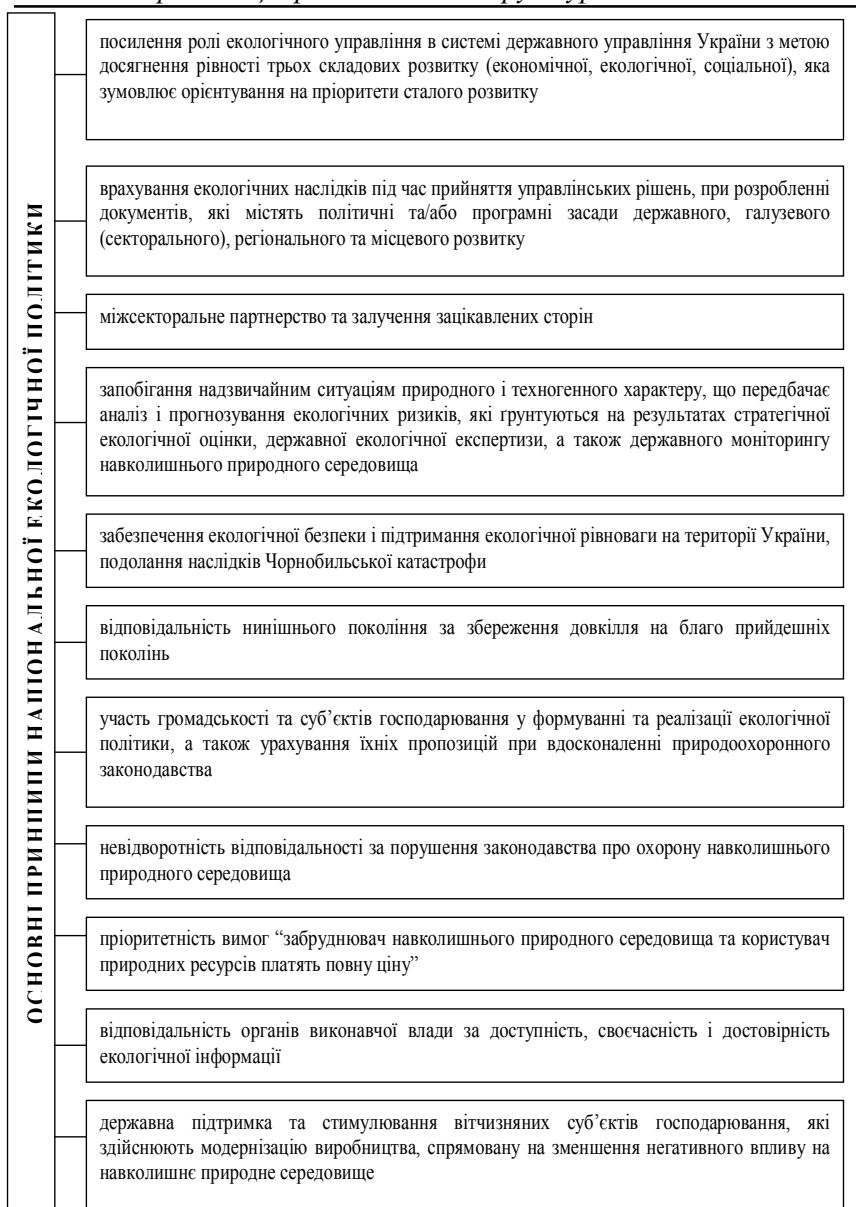 ОСНОВНІ ПРИНЦИПИ НАЦІОНАЛЬНОЇ ЕКОЛОГІЧНОЇ ПОЛІТИКИ
посилення ролі екологічного управління в системі державного управління України з метою
досягнення рівності трьох складових розвитку (економічної, екологічної, соціальної), яка
зумовлює орієнтування на пріоритети сталого розвитку
врахування екологічних наслідків під час прийняття управлінських рішень, при розробленні
документів, які містять політичні та/або програмні засади державного, галузевого
(секторального), регіонального та місцевого розвитку
міжсекторальне партнерство та залучення зацікавлених сторін
запобігання надзвичайним ситуаціям природного і техногенного характеру, що передбачає
аналіз і прогнозування екологічних ризиків, які ґрунтуються на результатах стратегічної
екологічної оцінки, державної екологічної експертизи, а також державного моніторингу
навколишнього природного середовища
забезпечення екологічної безпеки і підтримання екологічної рівноваги на території України,
подолання наслідків Чорнобильської катастрофи
відповідальність нинішнього покоління за збереження довкілля на благо прийдешніх
поколінь
участь громадськості та суб’єктів господарювання у формуванні та реалізації екологічної
політики, а також урахування їхніх пропозицій при вдосконаленні природоохоронного
законодавства
невідворотність відповідальності за порушення законодавства про охорону навколишнього
природного середовища
пріоритетність вимог “забруднювач навколишнього природного середовища та користувач
природних ресурсів платять повну ціну”
відповідальність органів виконавчої влади за доступність, своєчасність і достовірність
екологічної інформації
державна підтримка та стимулювання вітчизняних суб’єктів господарювання, які
здійснюють модернізацію виробництва, спрямовану на зменшення негативного впливу на
навколишнє природне середовище